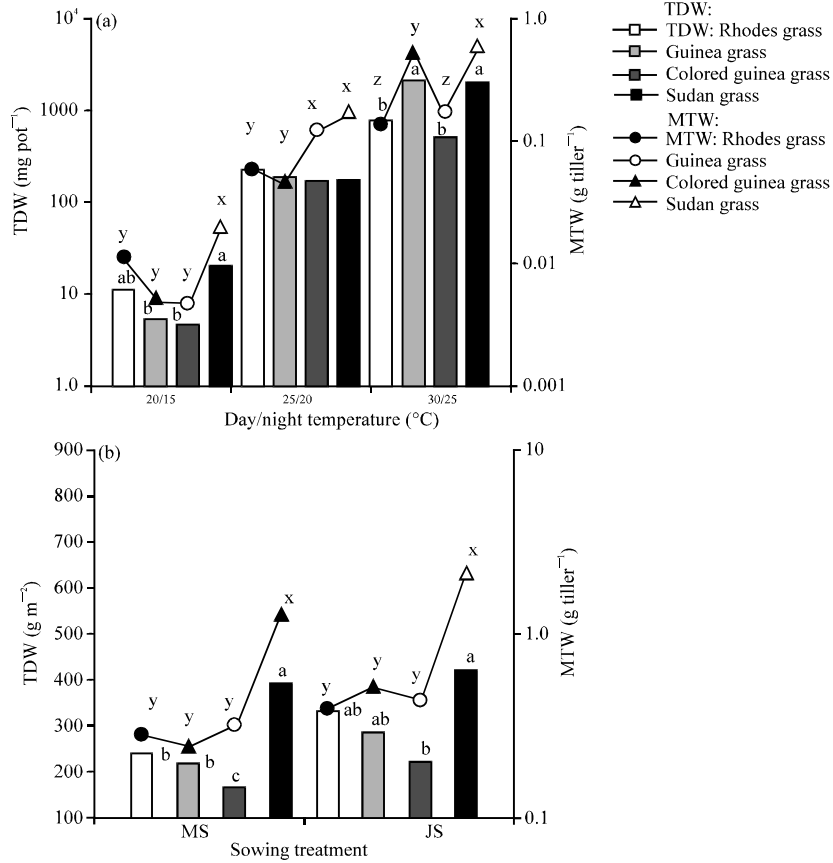 (a)
TDW (mg pot⁻¹)
10⁴
1000
100
10
1.0
MTW (g tiller⁻¹)
1.0
0.1
0.01
0.001
y
y
y
x
ab
b
b
a
y
y
x
x
z
y
z
x
b
a
b
a
20/15
25/20
30/25
Day/night temperature (°C)
TDW:
TDW: Rhodes grass
Guinea grass
Colored guinea grass
Sudan grass
MTW:
MTW: Rhodes grass
Guinea grass
Colored guinea grass
Sudan grass
(b)
TDW (g m⁻²)
900
800
700
600
500
400
300
200
100
MTW (g tiller⁻¹)
10
1.0
0.1
y
y
y
x
b
b
c
a
y
y
y
x
ab
ab
b
a
MS
JS
Sowing treatment